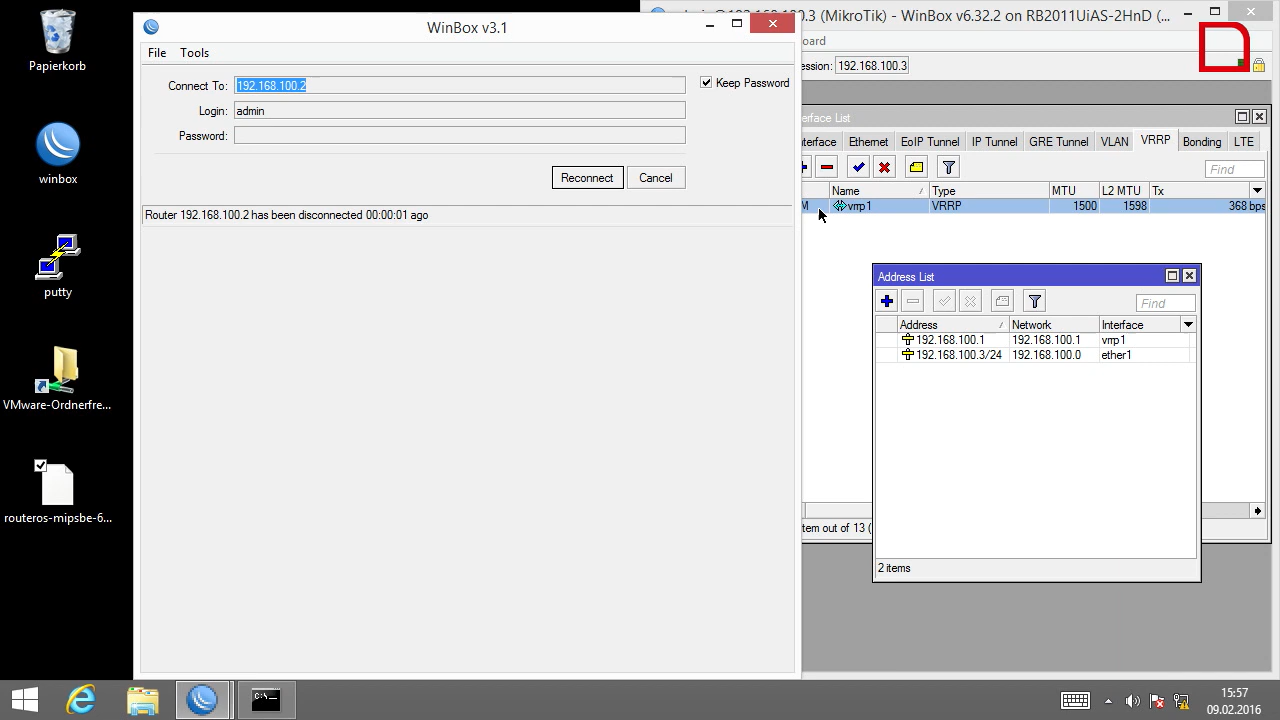 Papierkorb
winbox
putty
VMware-Ordnerfre...
routeros-mipsbe-6...
WinBox v3.1
File Tools
Connect To: 192.168.100.2
Keep Password
Login: admin
Password:
Reconnect Cancel
Router 192.168.100.2 has been disconnected 00:00:01 ago
.3 (MikroTik) - WinBox v6.32.2 on RB2011UiAS-2HnD (...
oard
ession: 192.168.100.3
erface List
nterface Ethernet EoIP Tunnel IP Tunnel GRE Tunnel VLAN VRRP Bonding LTE
Find
Name / Type MTU L2 MTU Tx
M vrrp1 VRRP 1500 1598 368 bps
Address List
Find
Address / Network Interface
192.168.100.1 192.168.100.1 vrrp1
192.168.100.3/24 192.168.100.0 ether1
2 items
tem out of 13 (
C:\_
15:57
09.02.2016